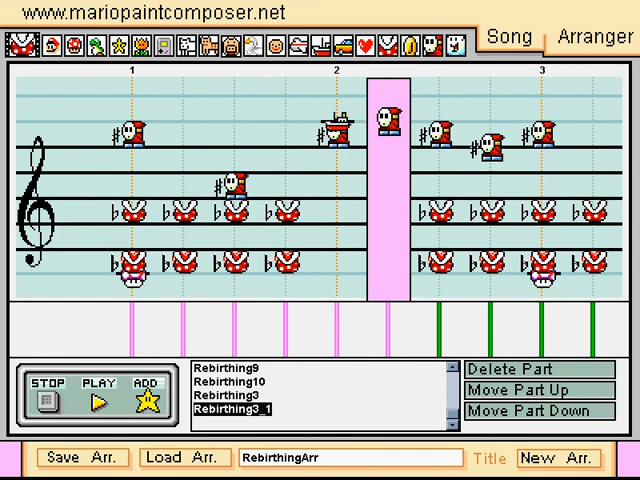 www.mariopaintcomposer.net
Song
Arranger
1 2 3
STOP PLAY ADD
Rebirthing9
Rebirthing10
Rebirthing3
Rebirthing3_1
Delete Part
Move Part Up
Move Part Down
Save Arr. Load Arr. RebirthingArr Title New Arr.